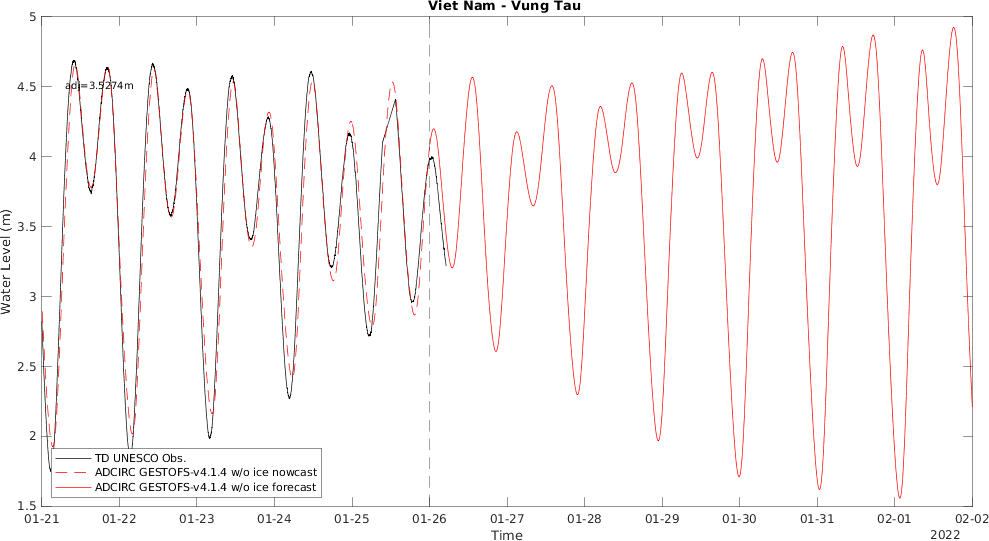 Viet Nam - Vung Tau
5
adj=3.5274m
4.5
4
3.5
3
2.5
2
1.5
Water Level (m)
TD UNESCO Obs.
ADCIRC GESTOFS-v4.1.4 w/o ice nowcast
ADCIRC GESTOFS-v4.1.4 w/o ice forecast
01-21 01-22 01-23 01-24 01-25 01-26 01-27 01-28 01-29 01-30 01-31 02-01 02-02
Time
2022